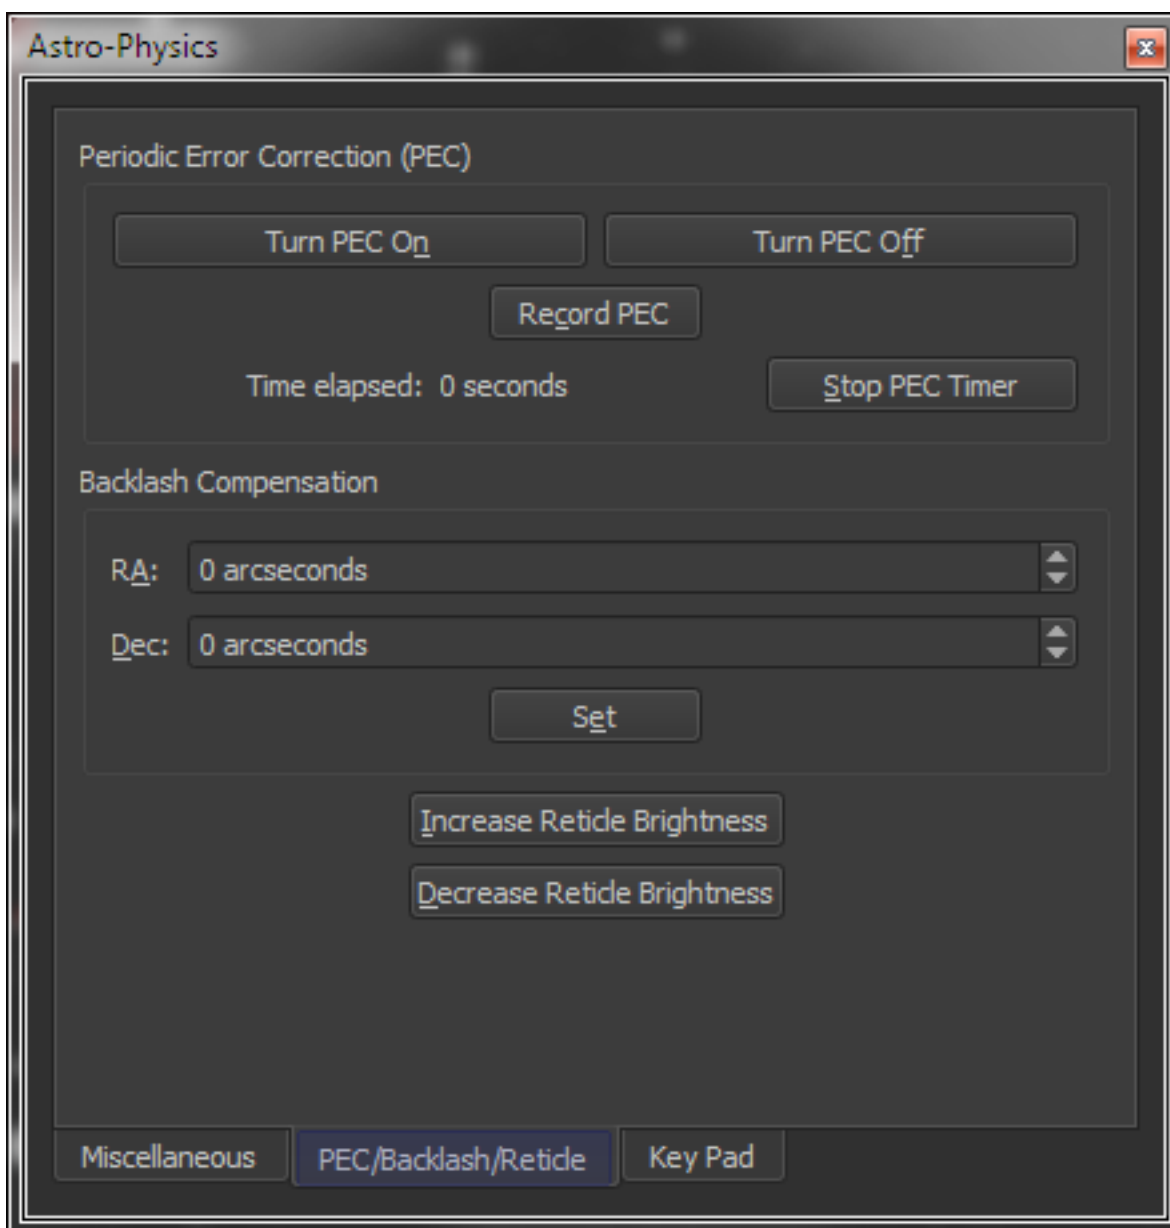 Astro-Physics
Periodic Error Correction (PEC)
Turn PEC On
Turn PEC Off
Record PEC
Time elapsed: 0 seconds
Stop PEC Timer
Backlash Compensation
RA: 0 arcseconds
Dec: 0 arcseconds
Set
Increase Reticle Brightness
Decrease Reticle Brightness
Miscellaneous
PEC/Backlash/Reticle
Key Pad